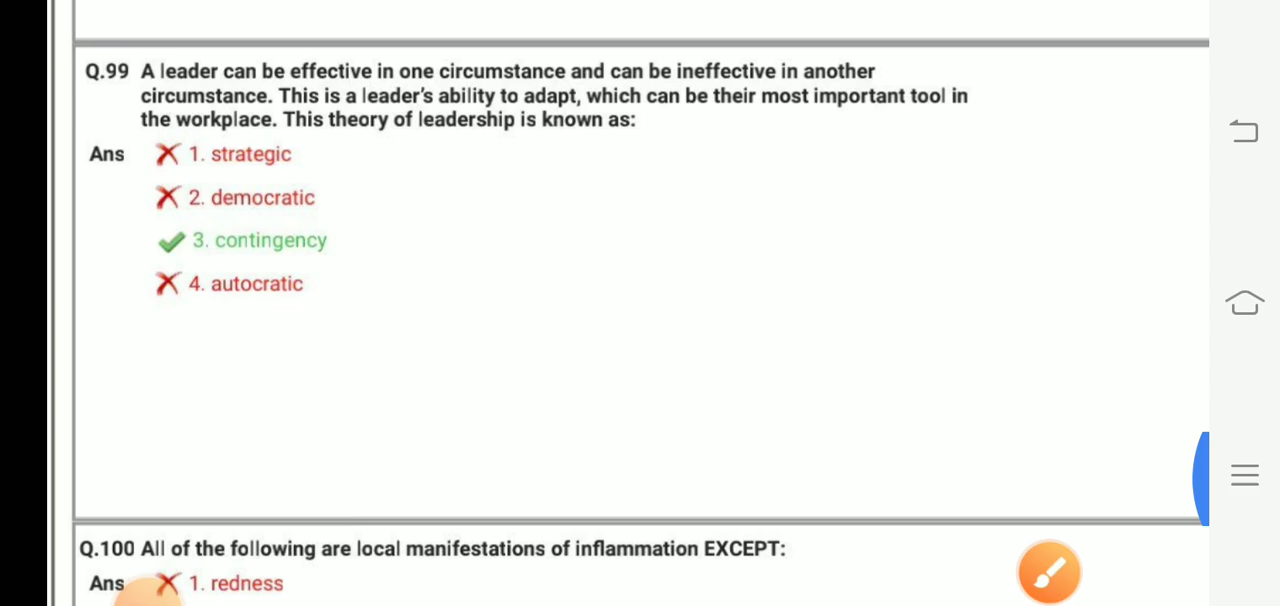 Q.99 A leader can be effective in one circumstance and can be ineffective in another
circumstance. This is a leader's ability to adapt, which can be their most important tool in
the workplace. This theory of leadership is known as:
Ans 1. strategic
2. democratic
3. contingency
4. autocratic
Q.100 All of the following are local manifestations of inflammation EXCEPT:
Ans 1. redness